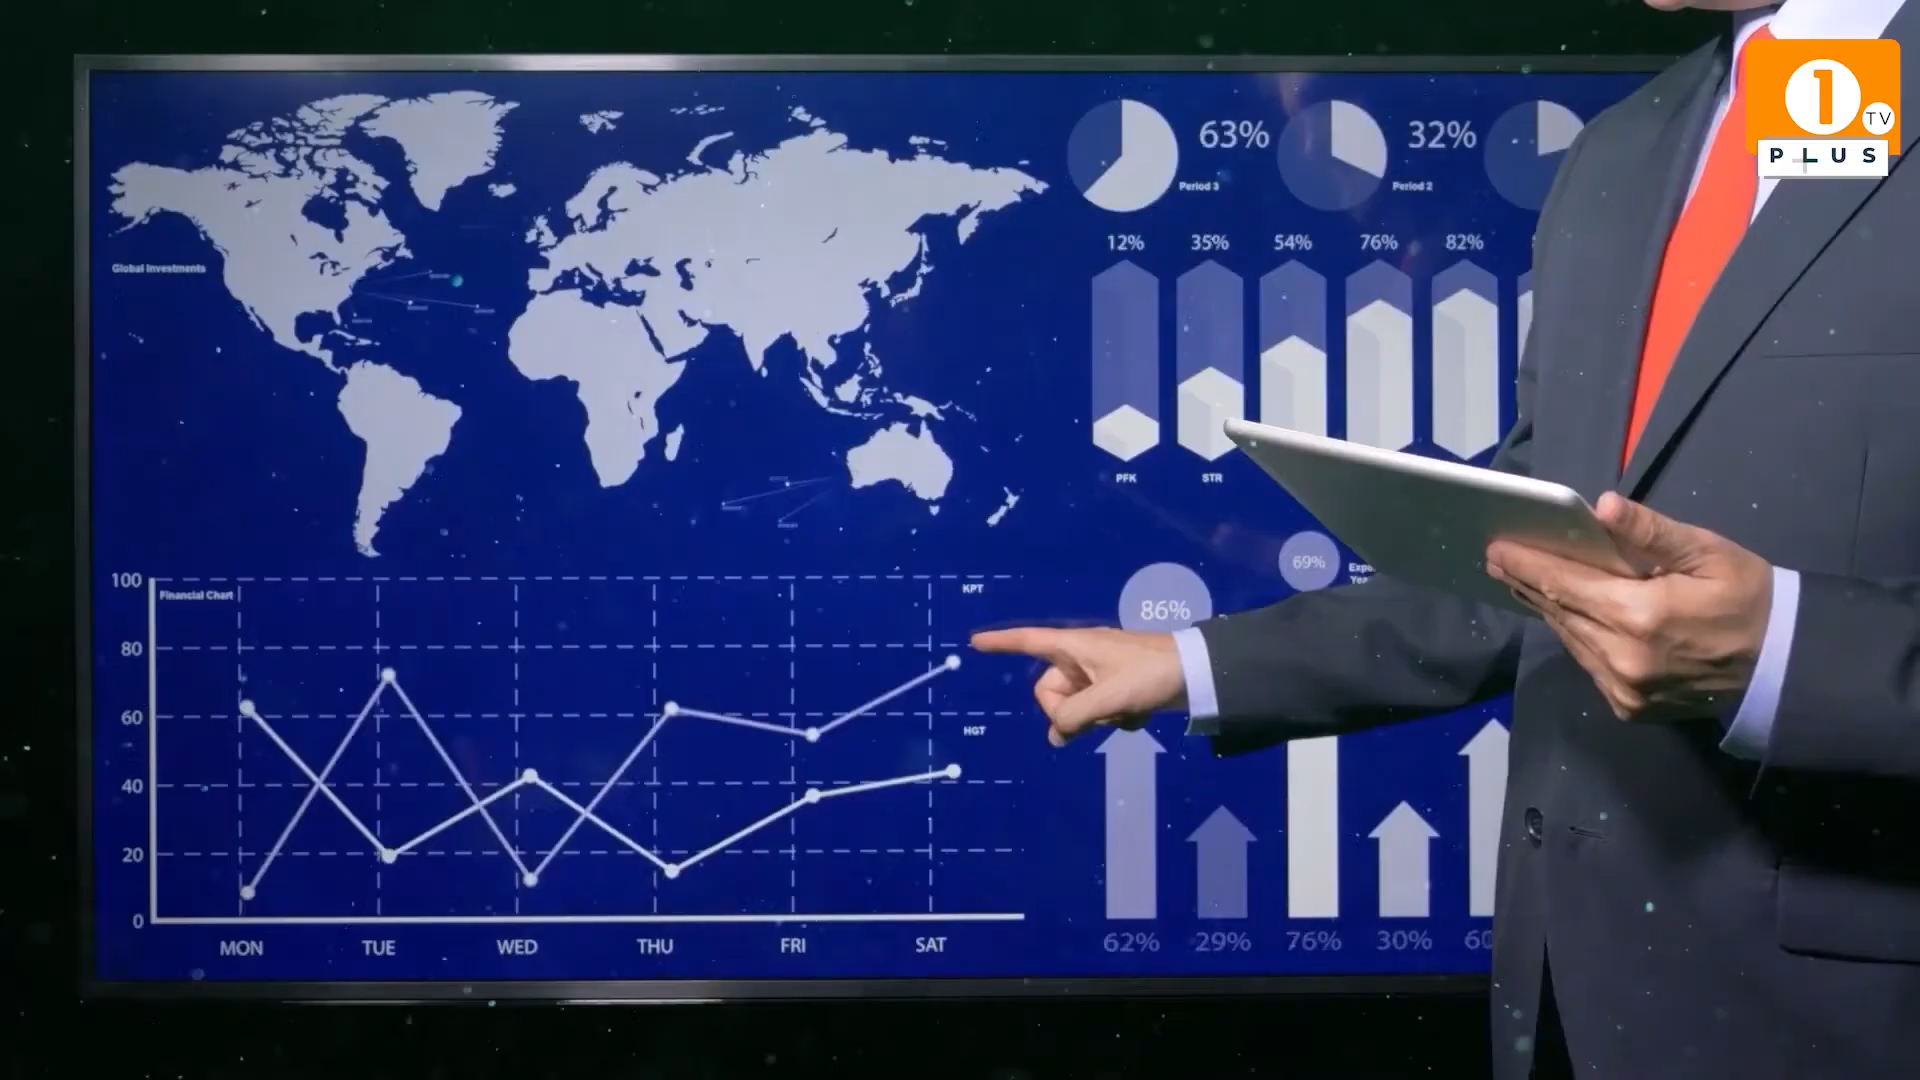 1
TV
PLUS
63%
Period 3
32%
Period 2
12%
35%
54%
76%
82%
Global Investments
PFK
STR
69%
86%
100
Financial Chart
KPT
80
60
HGT
40
20
0
MON
TUE
WED
THU
FRI
SAT
62%
29%
76%
30%
60